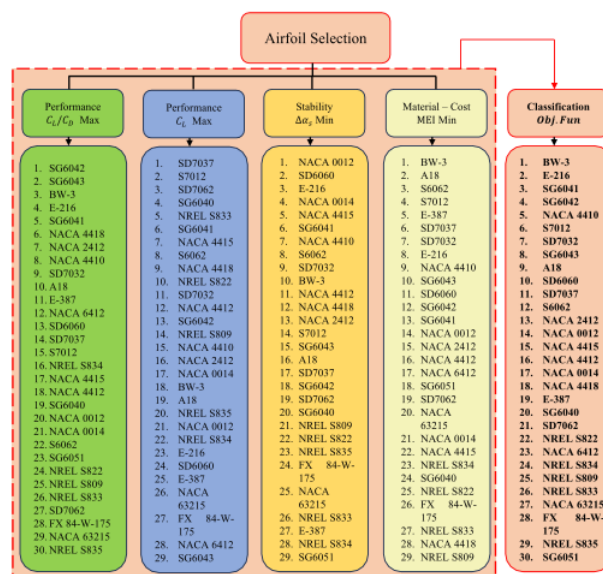 Airfoil Selection
Performance
C_L/C_D Max
1. SG6042
2. SG6043
3. BW-3
4. E-216
5. SG6041
6. NACA 4418
7. NACA 2412
8. NACA 4410
9. SD7032
10. A18
11. E-387
12. NACA 6412
13. SD6060
14. SD7037
15. S7012
16. NREL S834
17. NACA 4415
18. NACA 4412
19. SG6040
20. NACA 0012
21. NACA 0014
22. S6062
23. SG6051
24. NREL S822
25. NREL S809
26. NREL S833
27. SD7062
28. FX 84-W-175
29. NACA 63215
30. NREL S835
Performance
C_L Max
1. SD7037
2. S7012
3. SD7062
4. SG6040
5. NREL S833
6. SG6041
7. NACA 4415
8. S6062
9. NACA 4418
10. NREL S822
11. SD7032
12. NACA 4412
13. SG6042
14. NREL S809
15. NACA 4410
16. NACA 2412
17. NACA 0014
18. BW-3
19. A18
20. NREL S835
21. NACA 0012
22. NREL S834
23. E-216
24. SD6060
25. E-387
26. NACA
63215
27. FX 84-W-
175
28. NACA 6412
29. SG6043
Stability
Δα_s Min
1. NACA 0012
2. SD6060
3. E-216
4. NACA 0014
5. NACA 4415
6. SG6041
7. NACA 4410
8. S6062
9. SD7032
10. BW-3
11. NACA 4412
12. NACA 4418
13. NACA 2412
14. S7012
15. SG6043
16. A18
17. SD7037
18. SG6042
19. SD7062
20. SG6040
21. NREL S809
22. NREL S822
23. NREL S835
24. FX 84-W-
175
25. NACA
63215
26. NREL S833
27. E-387
28. NREL S834
29. SG6051
Material – Cost
MEI Min
1. BW-3
2. A18
3. S6062
4. S7012
5. E-387
6. SD7037
7. SD7032
8. E-216
9. NACA 4410
10. SG6043
11. SD6060
12. SG6042
13. SG6041
14. NACA 0012
15. NACA 2412
16. NACA 4412
17. NACA 6412
18. SG6051
19. SD7062
20. NACA
63215
21. NACA 0014
22. NACA 4415
23. NREL S834
24. SG6040
25. NREL S822
26. FX 84-W-
175
27. NREL S833
28. NACA 4418
29. NREL S809
Classification
Obj. Fun
1. BW-3
2. E-216
3. SG6041
4. SG6042
5. NACA 4410
6. S7012
7. SD7032
8. SG6043
9. A18
10. SD6060
11. SD7037
12. S6062
13. NACA 2412
14. NACA 0012
15. NACA 4415
16. NACA 4412
17. NACA 0014
18. NACA 4418
19. E-387
20. SG6040
21. SD7062
22. NREL S822
23. NACA 6412
24. NREL S834
25. NREL S809
26. NREL S833
27. NACA 63215
28. FX 84-W-
175
29. NREL S835
30. SG6051